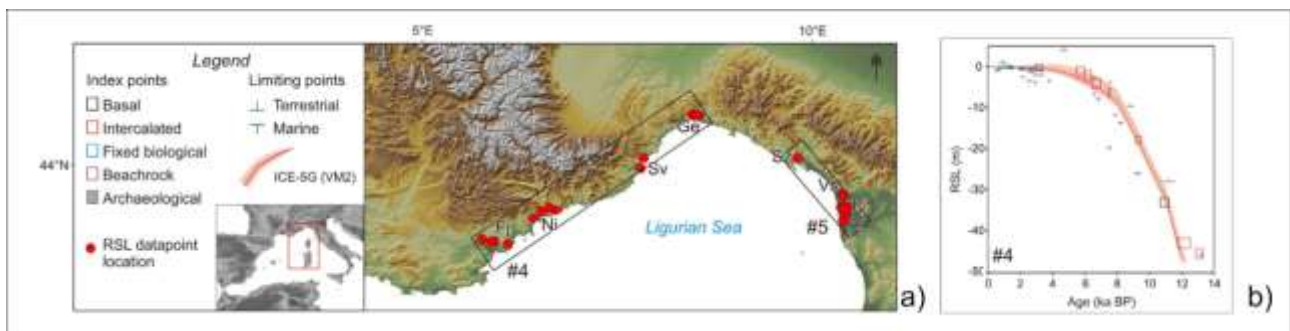 5°E
10°E
44°N
Legend
Index points
Limiting points
Basal
Terrestrial
Intercalated
Marine
Fixed biological
Beachrock
ICE-5G (VM2)
Archaeological
RSL datapoint
location
Ge
Sv
Ni
#4
Ligurian Sea
#5
a)
RSL (m)
0
-10
-20
-30
-40
#4
0
2
4
6
8
10
12
14
Age (ka BP)
b)